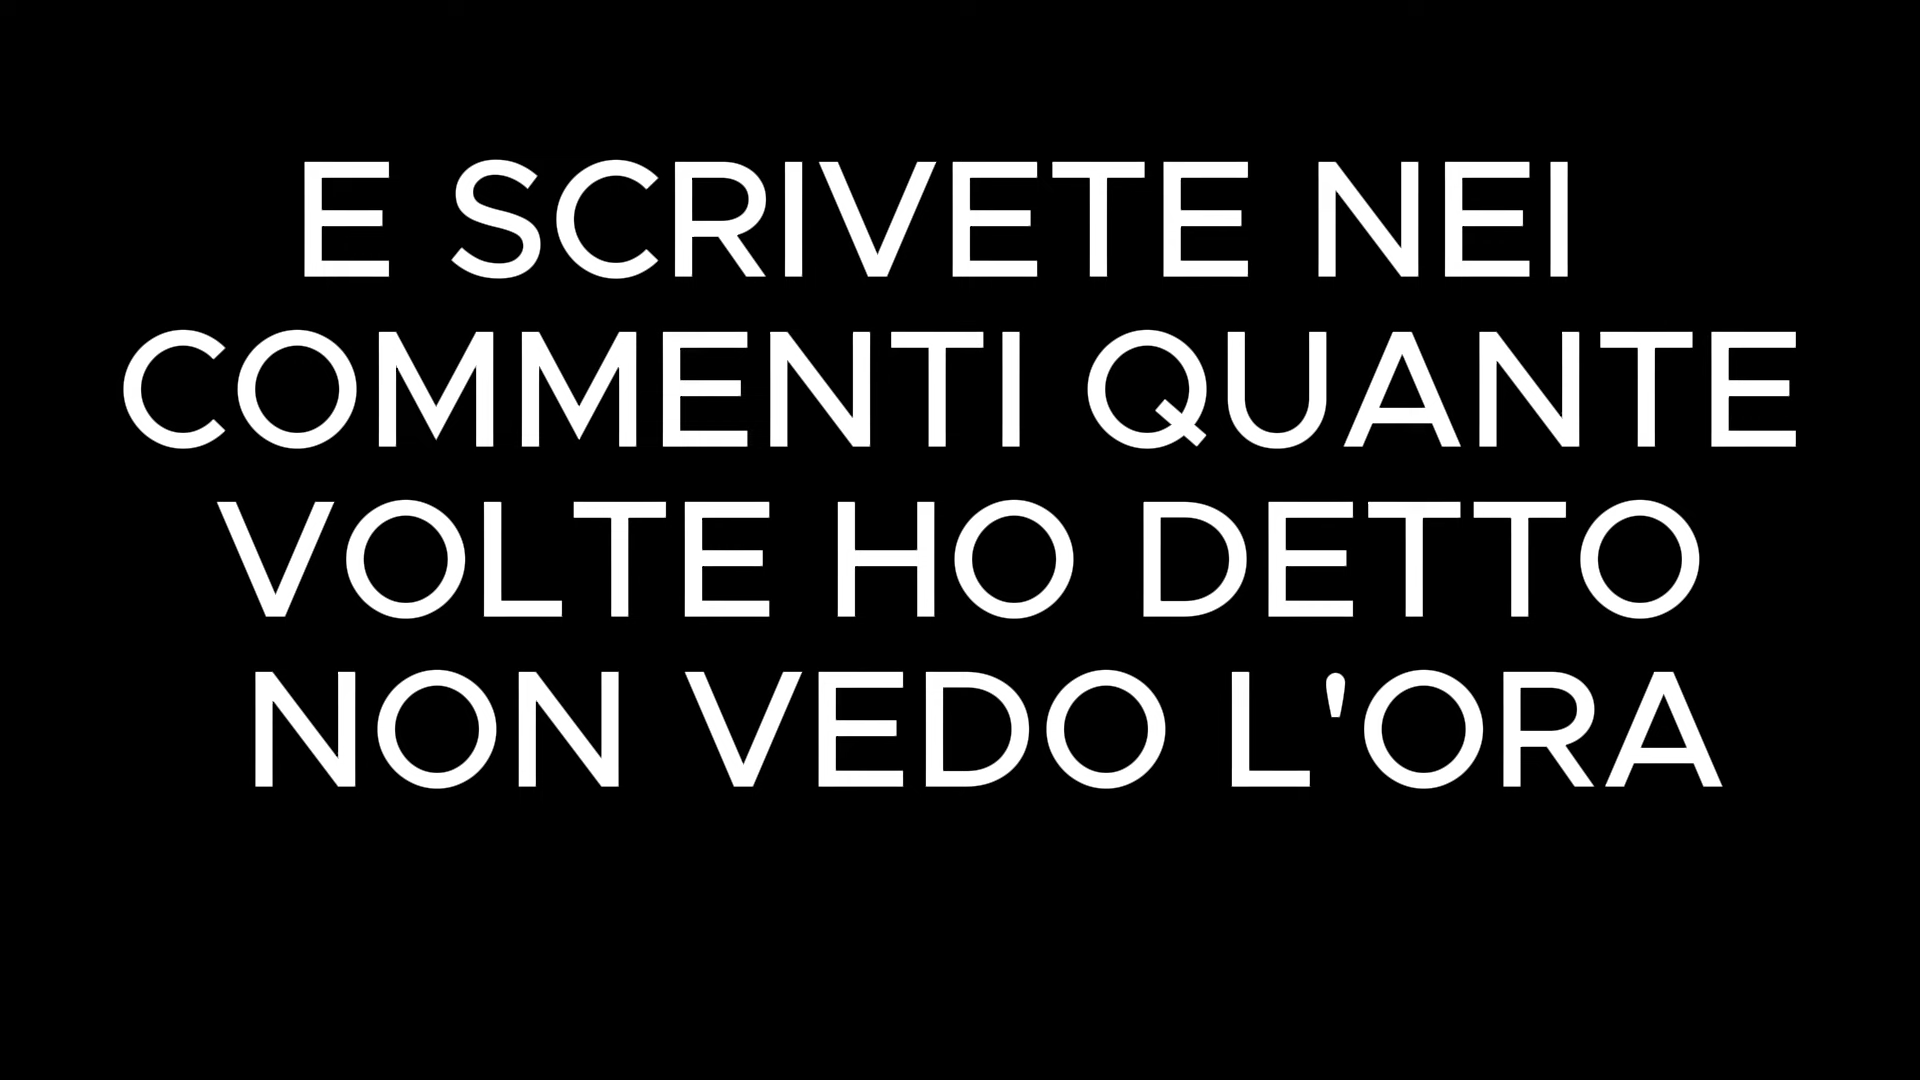 E SCRIVETE NEI
COMMENTI QUANTE
VOLTE HO DETTO
NON VEDO L'ORA